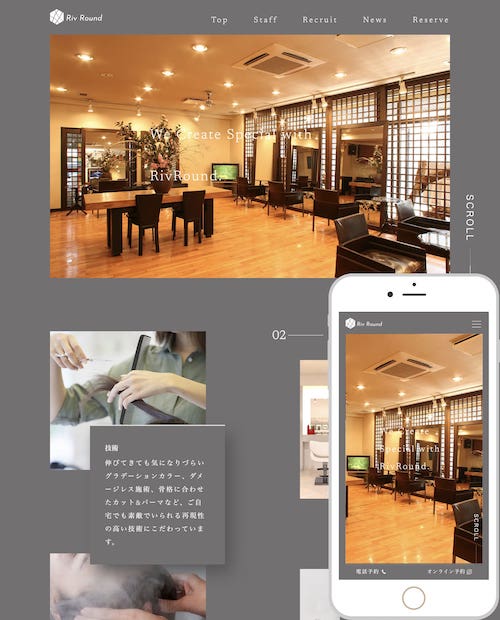 Riv Round
Top Staff Recruit News Reserve
We Create Special with
RivRound.
SCROLL
02
技術
伸びてきても気になりづらい
グラデーションカラー、ダメ
ージレス施術、骨格に合わせ
たカット&パーマなど、ご自
宅でも素敵でいられる再現性
の高い技術にこだわっていま
す。
Riv Round
We Create
Special with
RivRound.
SCROLL
電話予約
オンライン予約